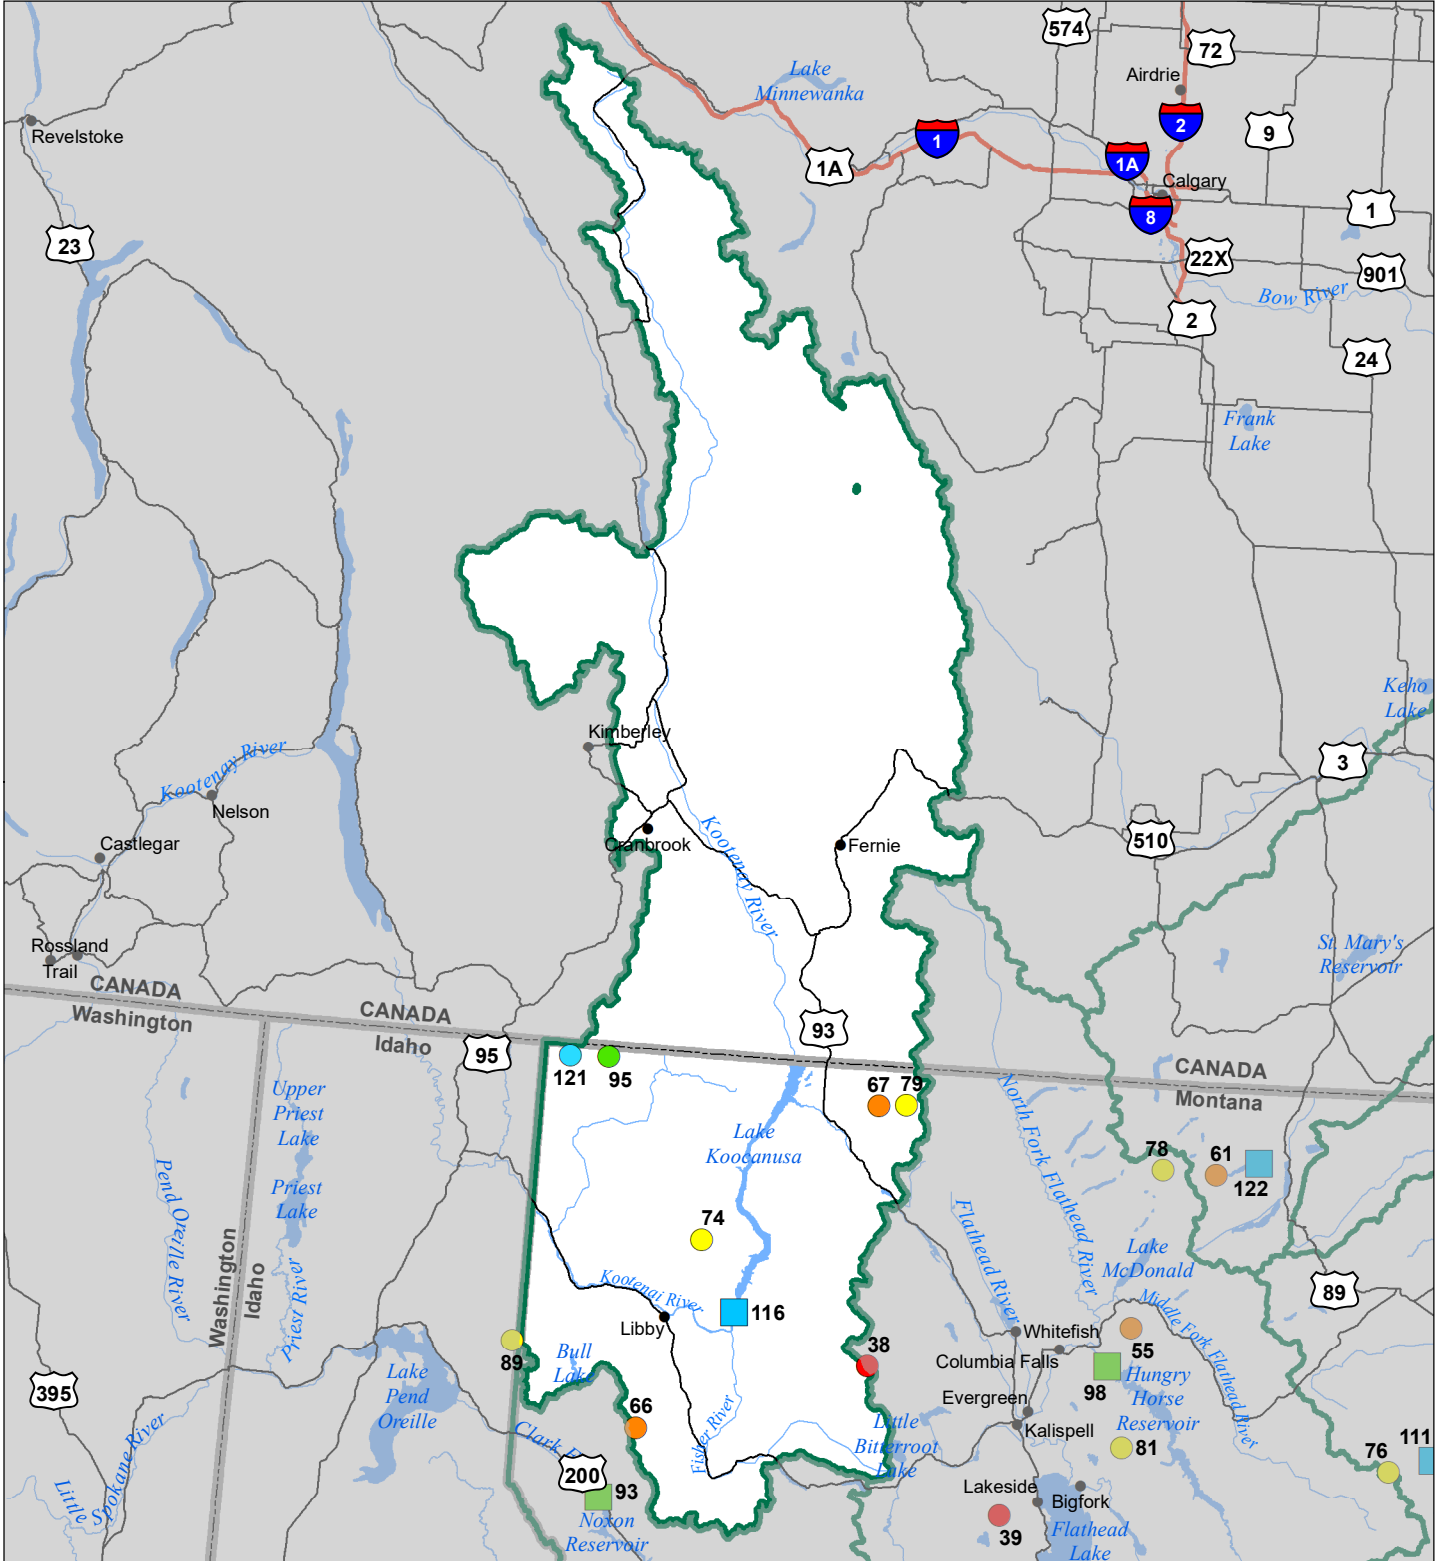 574
72
Lake
Minnewanka
Airdrie
Revelstoke
1
2
9
1A
1A
Calgary
8
1
23
22X
901
Bow River
2
24
Frank
Lake
Keho
Lake
Kimberley
Kootenay River
3
Nelson
Castlegar
Cranbrook
Kootenay River
Fernie
510
Rossland
Trail
St. Mary's
Reservoir
CANADA
Washington
CANADA
Idaho
93
95
121
95
CANADA
Montana
67
79
Upper
Priest
Lake
Lake
Koocanusa
North Fork Flathead River
78
61
122
Pend Oreille River
Priest
Lake
74
Flathead River
Lake
McDonald
Washington
Idaho
Priest River
Kootenai River
116
Libby
89
Middle Fork Flathead River
Whitefish
Columbia Falls
55
89
Bull
Lake
38
98
Hungry
Horse
Reservoir
395
Lake
Pend
Oreille
Evergreen
Kalispell
66
Fisher River
Little
Bitterroot
Lake
81
Clark
200
93
Noxon
Reservoir
Little
Spokane River
76
111
Lakeside
Bigfork
39
Flathead
Lake